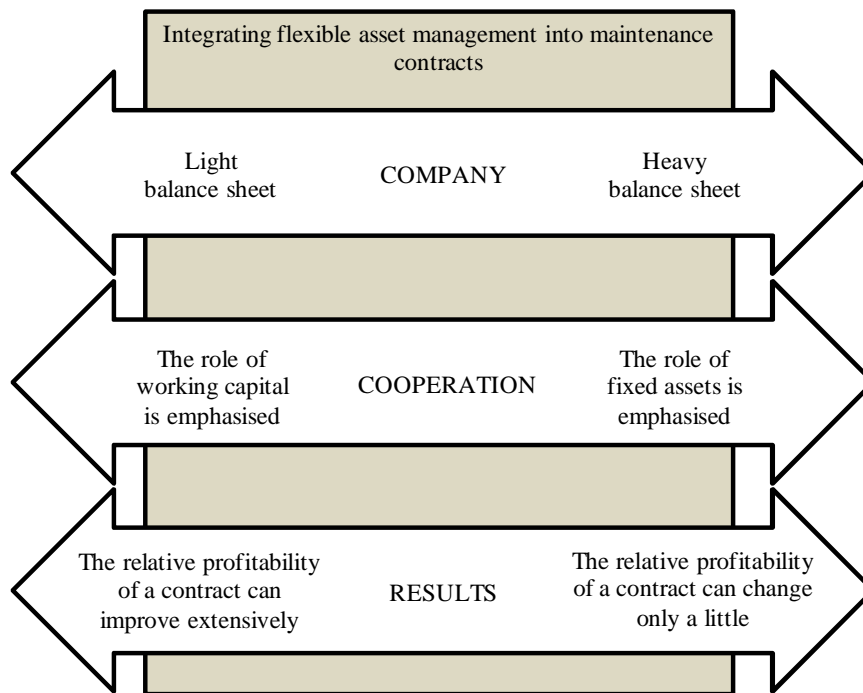 Integrating flexible asset management into maintenance
contracts
Light
balance sheet
COMPANY
Heavy
balance sheet
The role of
working capital
is emphasised
COOPERATION
The role of
fixed assets is
emphasised
The relative profitability
of a contract can
improve extensively
RESULTS
The relative profitability
of a contract can change
only a little